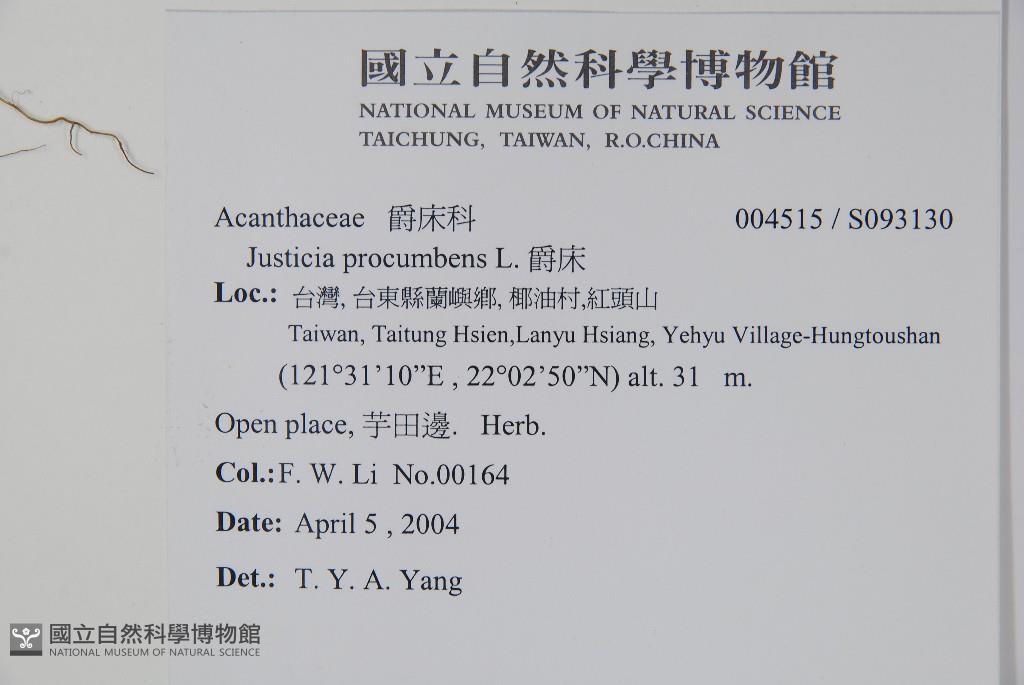 國立自然科學博物館
NATIONAL MUSEUM OF NATURAL SCIENCE
TAICHUNG, TAIWAN, R.O.CHINA
Acanthaceae 爵床科 004515 / S093130
Justicia procumbens L. 爵床
Loc.: 台灣, 台東縣蘭嶼鄉, 椰油村,紅頭山
Taiwan, Taitung Hsien,Lanyu Hsiang, Yehyu Village-Hungtoushan
(121°31’10”E , 22°02’50”N) alt. 31 m.
Open place, 芋田邊. Herb.
Col.:F. W. Li No.00164
Date: April 5 , 2004
Det.: T. Y. A. Yang
國立自然科學博物館
NATIONAL MUSEUM OF NATURAL SCIENCE